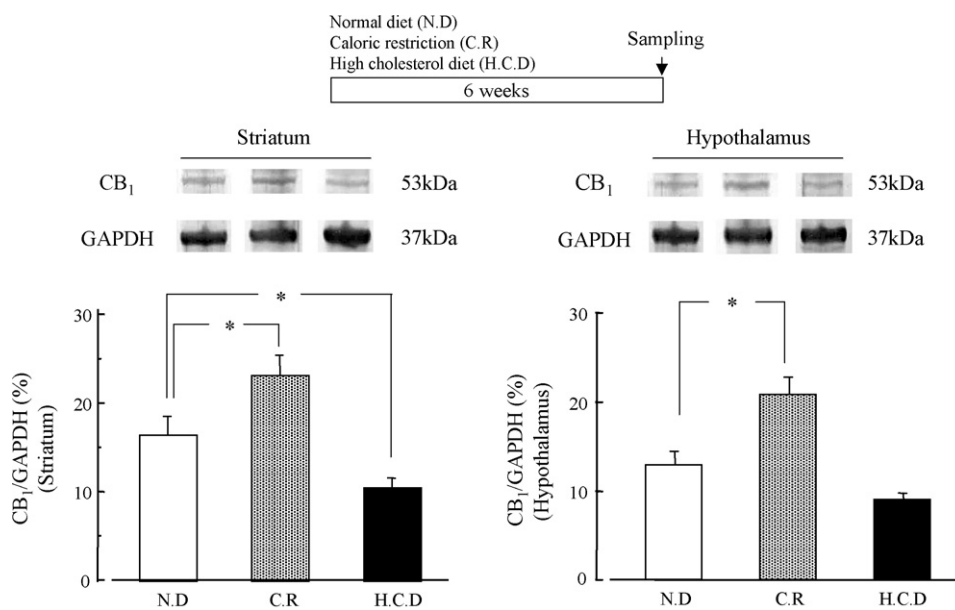 Normal diet (N.D)
Caloric restriction (C.R)
High cholesterol diet (H.C.D)
Sampling
6 weeks
Striatum
CB1
53kDa
GAPDH
37kDa
Hypothalamus
CB1
53kDa
GAPDH
37kDa
CB1/GAPDH (%)
(Striatum)
30
20
10
0
*
*
N.D
C.R
H.C.D
CB1/GAPDH (%)
(Hypothalamus)
30
20
10
0
*
N.D
C.R
H.C.D